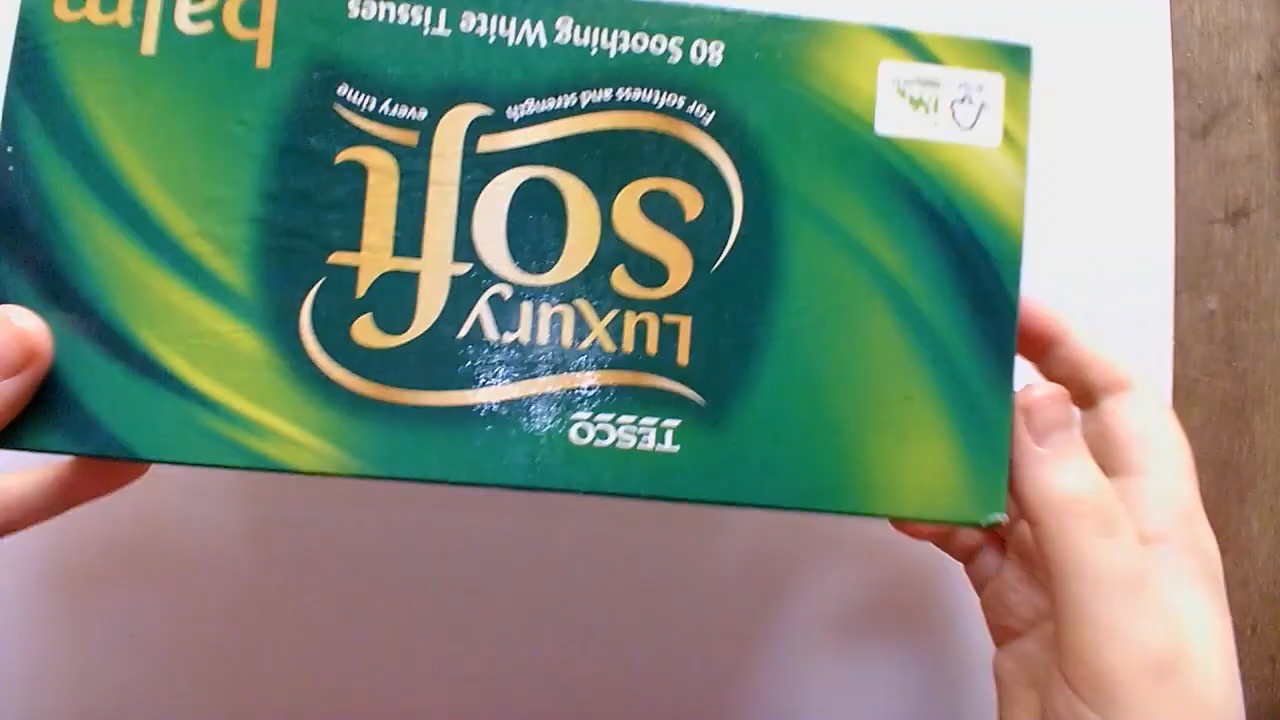 TESCO
Luxury
soft
For softness and strength every time
80 Soothing White Tissues
balm